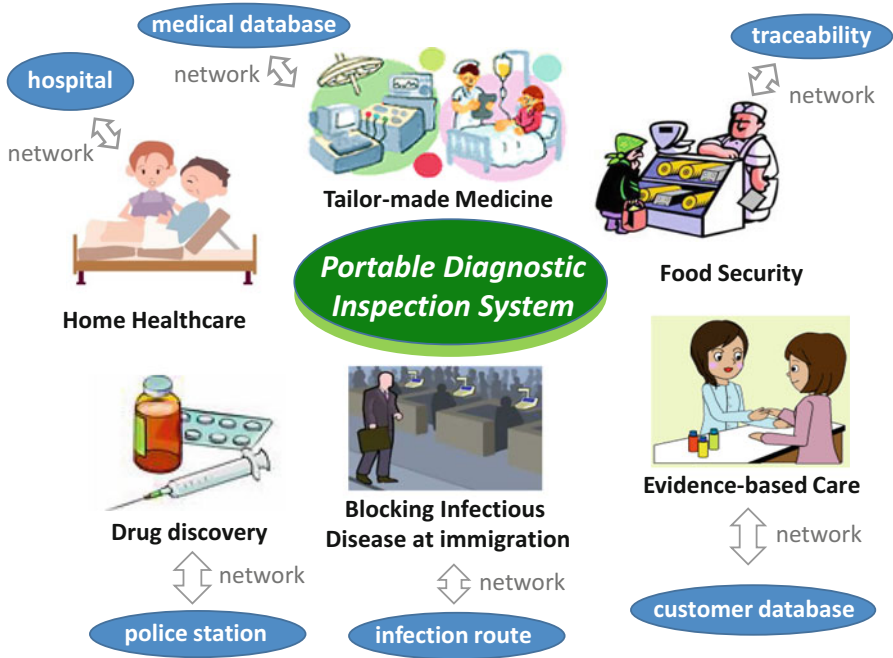 medical database
network
hospital
network
traceability
network
Tailor-made Medicine
Home Healthcare
Portable Diagnostic
Inspection System
Food Security
Drug discovery
Blocking Infectious
Disease at immigration
Evidence-based Care
network
network
network
police station
infection route
customer database